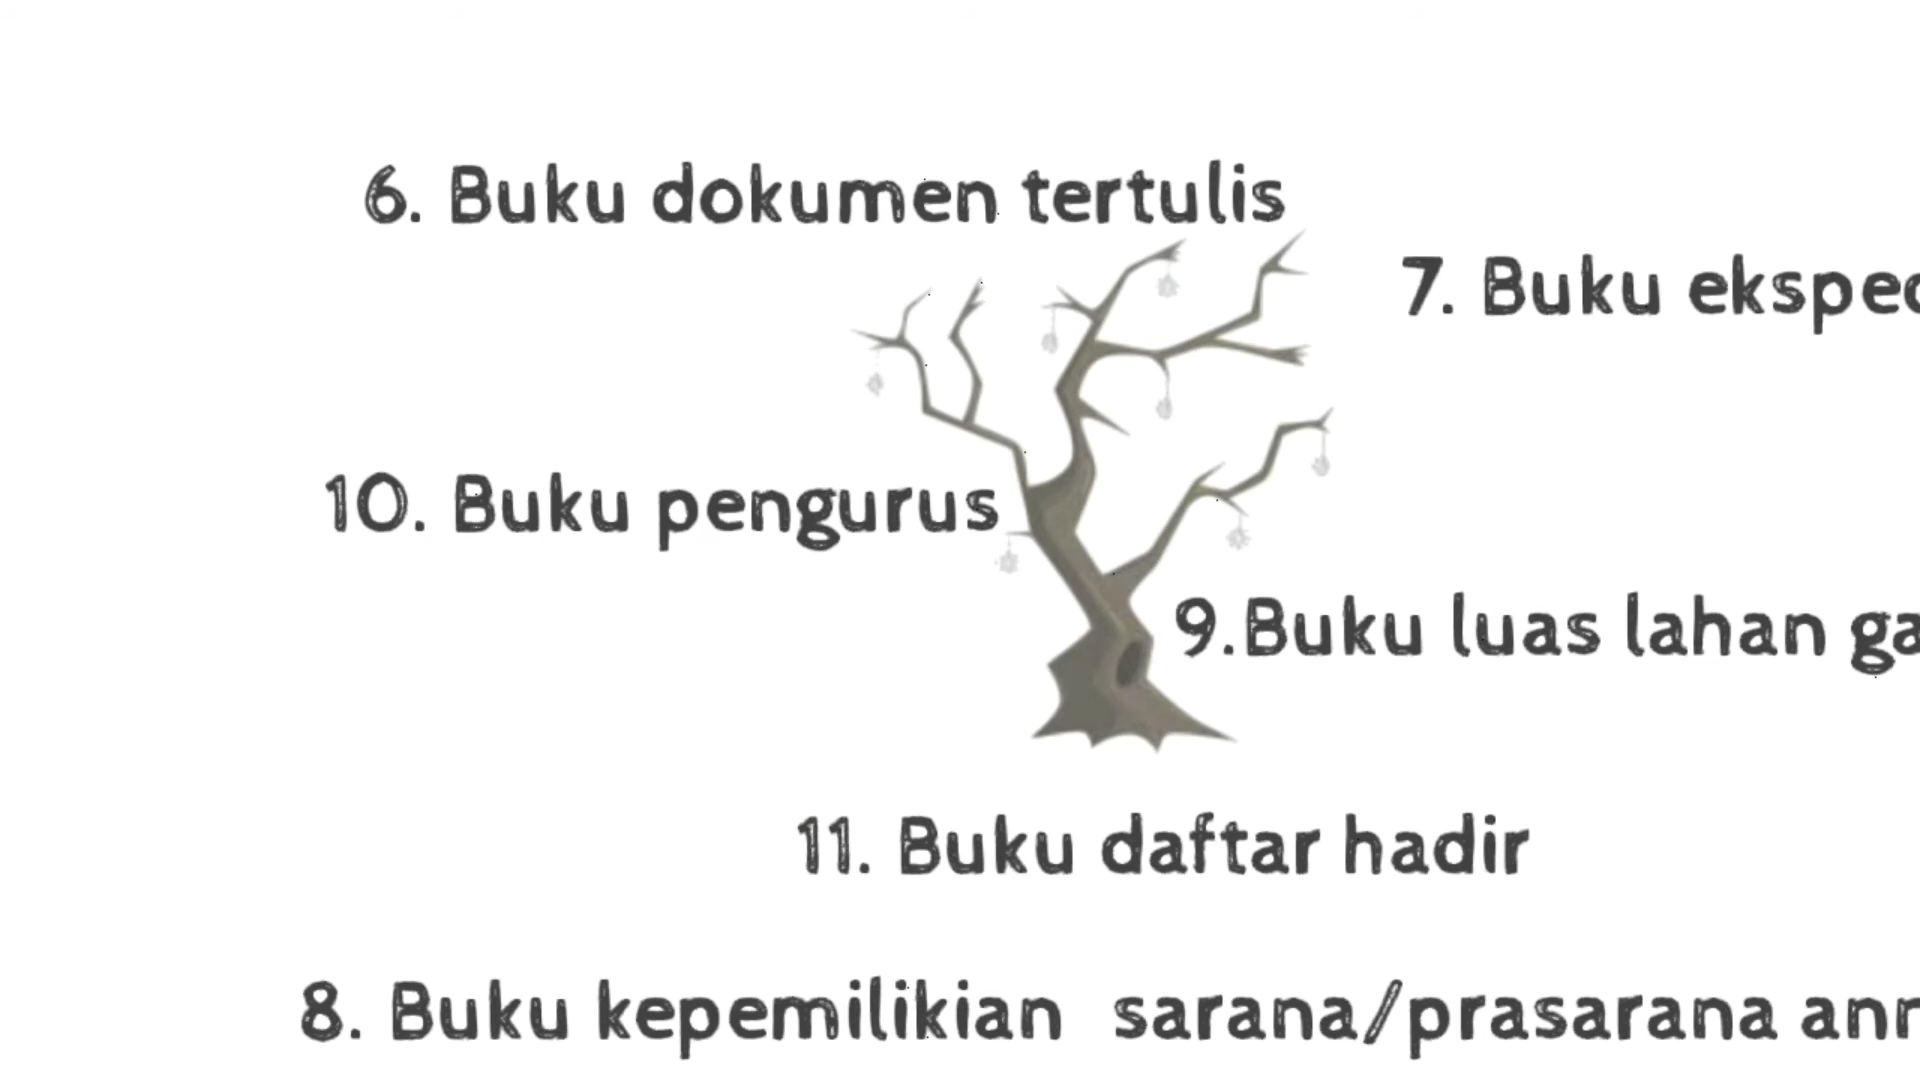 6. Buku dokumen tertulis
7. Buku
10. Buku pengurus
9.Buku luas lahan
11. Buku daftar hadir
8. Buku kepemilikian sarana/prasarana